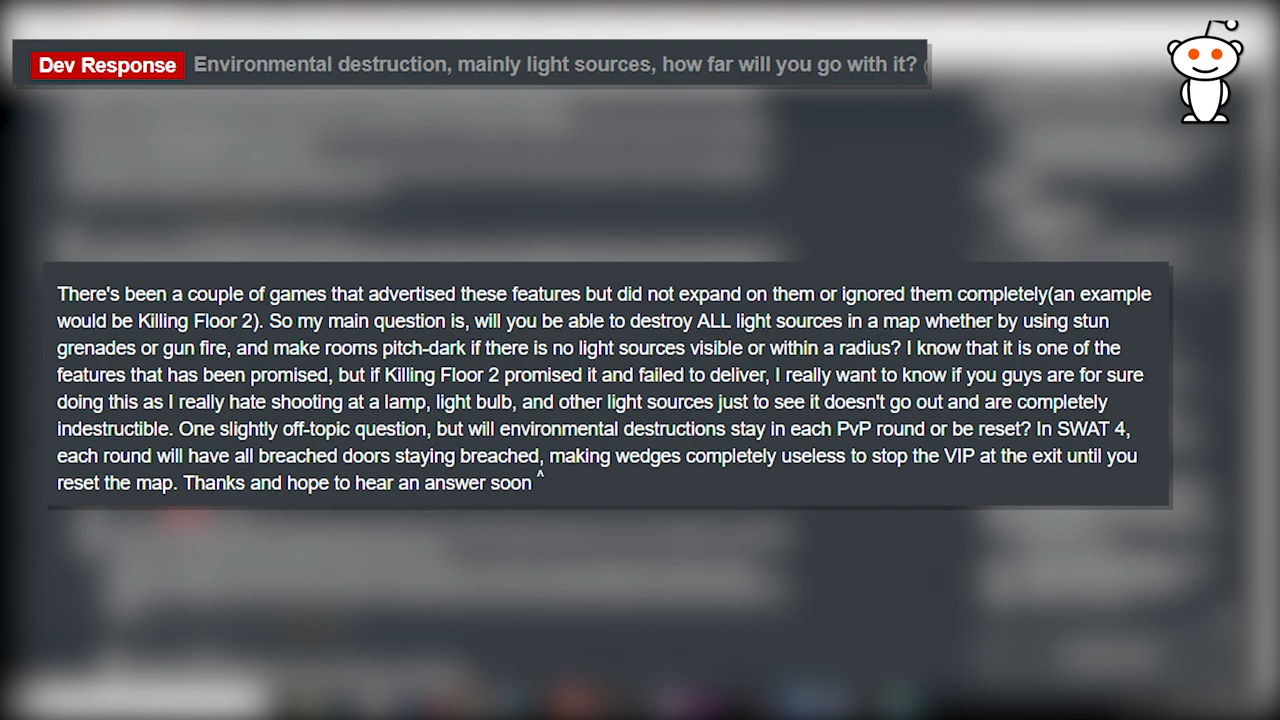 Dev Response Environmental destruction, mainly light sources, how far will you go with it? (
There's been a couple of games that advertised these features but did not expand on them or ignored them completely(an example
would be Killing Floor 2). So my main question is, will you be able to destroy ALL light sources in a map whether by using stun
grenades or gun fire, and make rooms pitch-dark if there is no light sources visible or within a radius? I know that it is one of the
features that has been promised, but if Killing Floor 2 promised it and failed to deliver, I really want to know if you guys are for sure
doing this as I really hate shooting at a lamp, light bulb, and other light sources just to see it doesn't go out and are completely
indestructible. One slightly off-topic question, but will environmental destructions stay in each PvP round or be reset? In SWAT 4,
each round will have all breached doors staying breached, making wedges completely useless to stop the VIP at the exit until you
reset the map. Thanks and hope to hear an answer soon ^